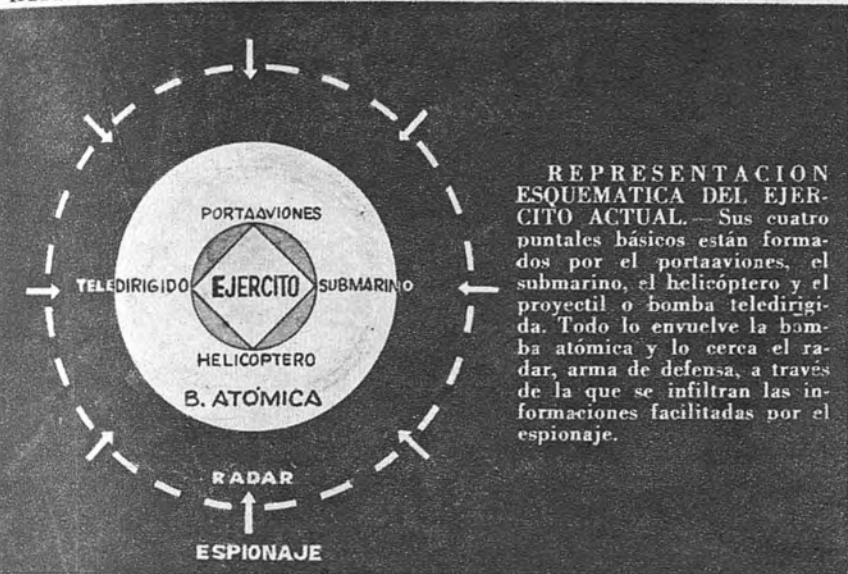 PORTAAVIONES
TELEDIRIGIDO EJERCITO SUBMARINO
HELICOPTERO
B. ATÓMICA
RADAR
ESPIONAJE
REPRESENTACION
ESQUEMATICA DEL EJER-
CITO ACTUAL.— Sus cuatro
puntales básicos están forma-
dos por el portaaviones, el
submarino, el helicóptero y el
proyectil o bomba teledirigi-
da. Todo lo envuelve la bom-
ba atómica y lo cerca el ra-
dar, arma de defensa, a través
de la que se infiltran las in-
formaciones facilitadas por el
espionaje.